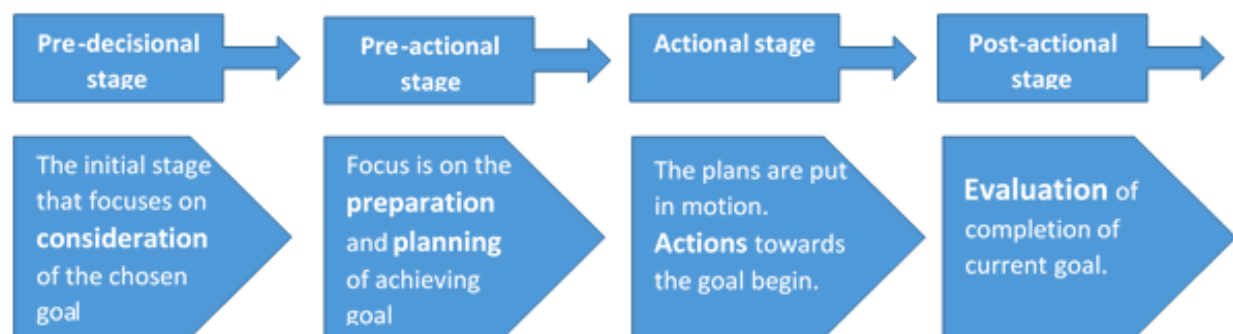 Pre-decisional
stage
Pre-actional
stage
Actional stage
Post-actional
stage
The initial stage
that focuses on
consideration
of the chosen
goal
Focus is on the
preparation
and planning
of achieving
goal
The plans are put
in motion.
Actions towards
the goal begin.
Evaluation of
completion of
current goal.